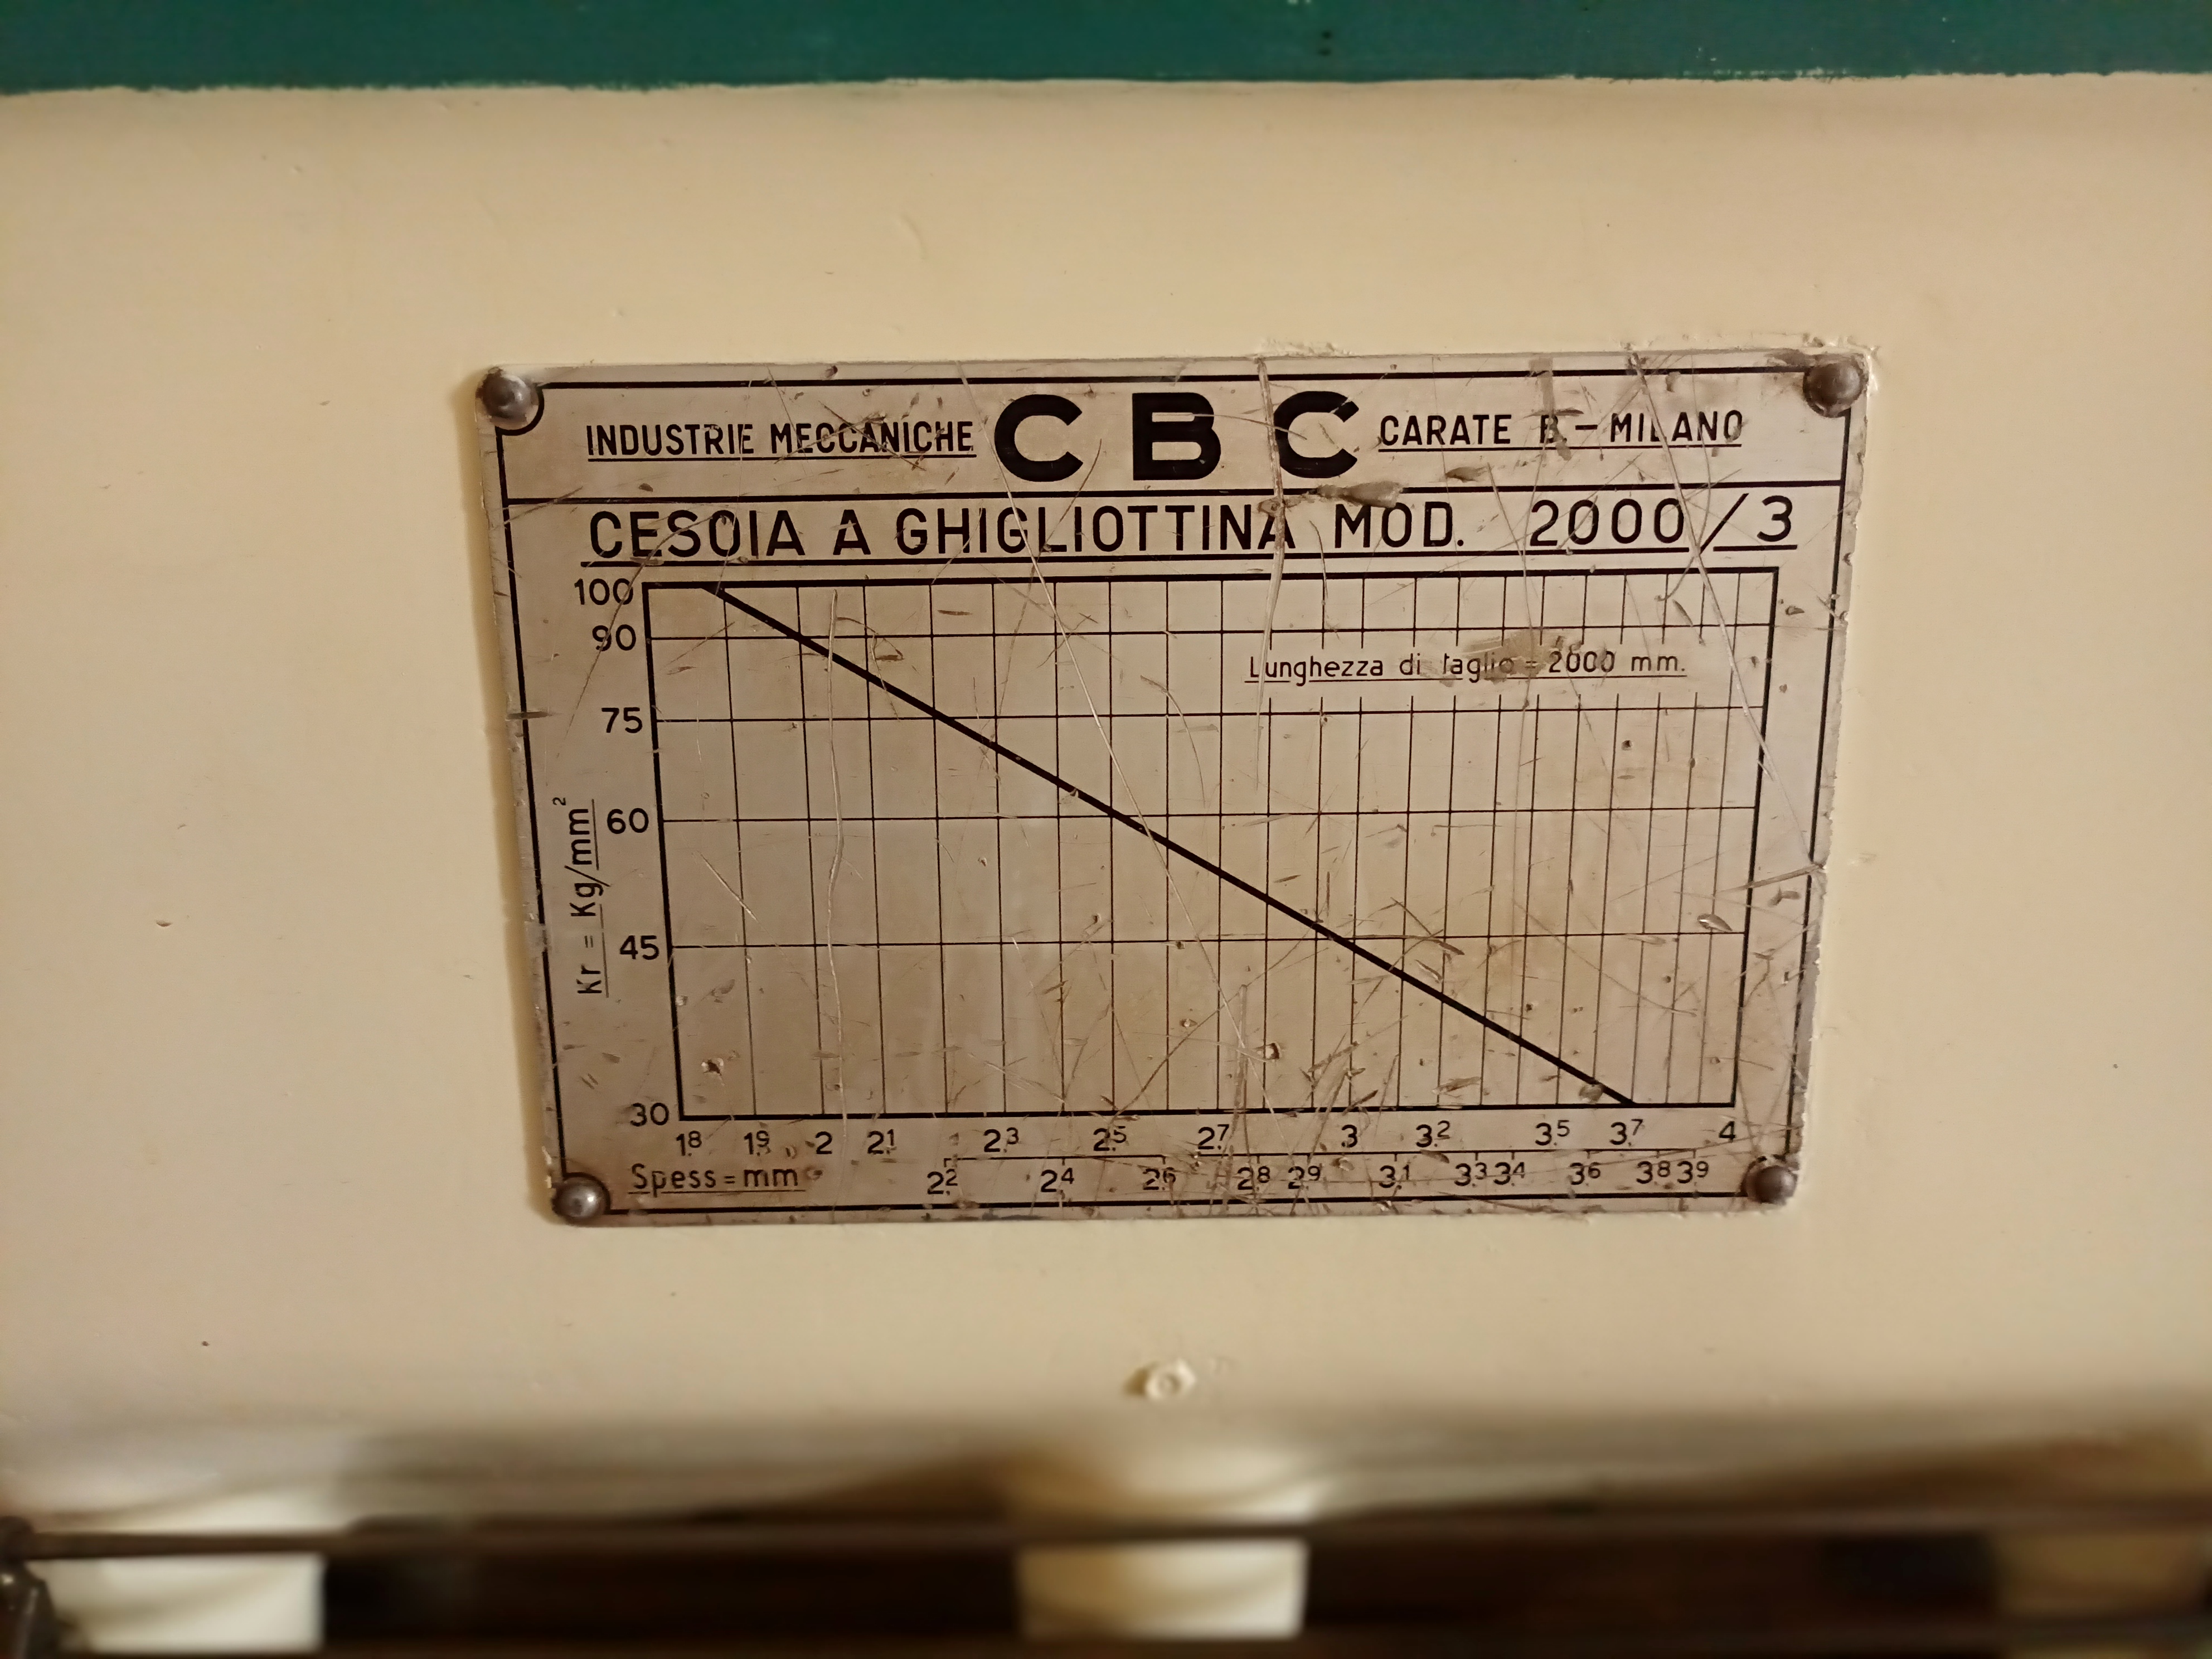 INDUSTRIE MECCANICHE CBC CARATE B. - MILANO
CESOIA A GHIGLIOTTINA MOD. 2000/3
100
90
Lunghezza di taglio = 2000 mm.
75
60
Kr = Kg/mm²
45
30
1.8 1.9 2 2.1 2.3 2.5 2.7 3 3.2 3.5 3.7 4
Spess = mm 2.2 2.4 2.6 2.8 2.9 3.1 3.3 3.4 3.6 3.8 3.9